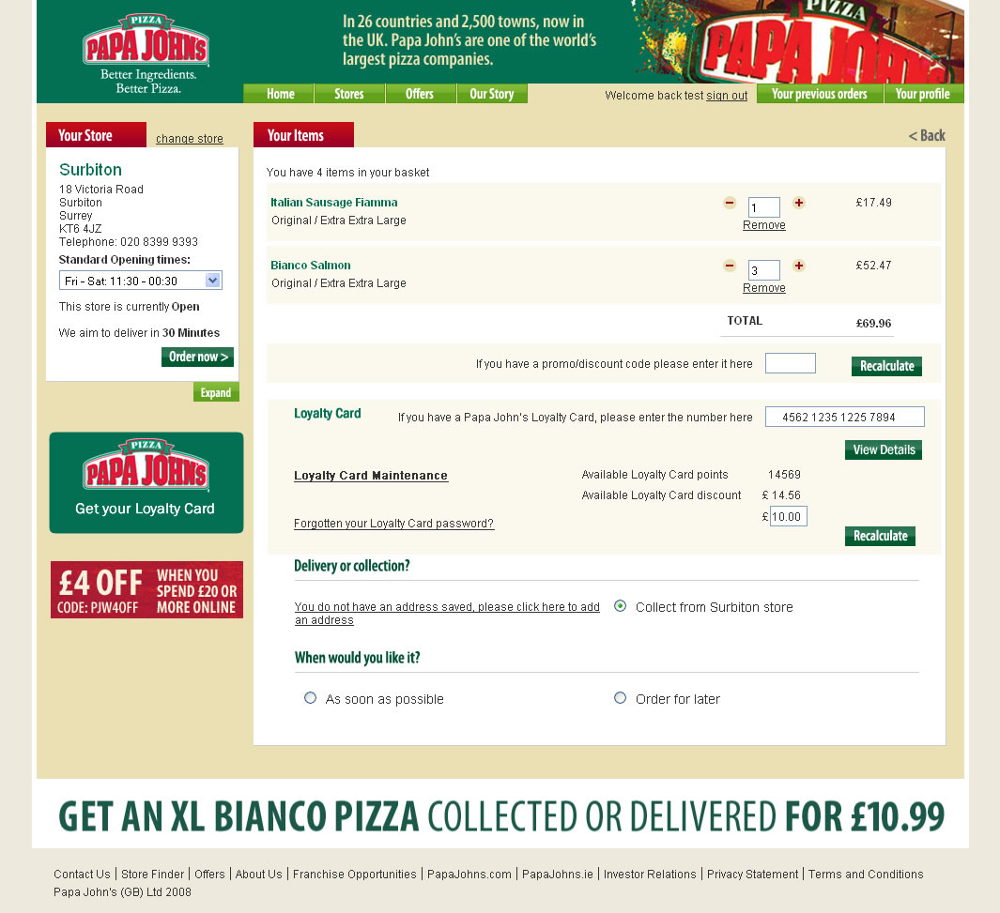 PIZZA
PAPA JOHNS
Better Ingredients.
Better Pizza.
In 26 countries and 2,500 towns, now in
the UK. Papa John's are one of the world's
largest pizza companies.
PIZZA
PAPA JOHNS
Home
Stores
Offers
Our Story
Welcome back test sign out
Your previous orders
Your profile
Your Store
change store
Surbiton
18 Victoria Road
Surbiton
Surrey
KT6 4JZ
Telephone: 020 8399 9393
Standard Opening times:
Fri - Sat: 11:30 - 00:30
This store is currently Open
We aim to deliver in 30 Minutes
Order now >
Expand
PIZZA
PAPA JOHNS
Get your Loyalty Card
£4 OFF
CODE: PJW4OFF
WHEN YOU
SPEND £20 OR
MORE ONLINE
Your Items
< Back
You have 4 items in your basket
Italian Sausage Fiamma
Original / Extra Extra Large
1
Remove
£17.49
Bianco Salmon
Original / Extra Extra Large
3
Remove
£52.47
TOTAL £69.96
If you have a promo/discount code please enter it here
Recalculate
Loyalty Card
If you have a Papa John's Loyalty Card, please enter the number here
4562 1235 1225 7894
View Details
Loyalty Card Maintenance
Available Loyalty Card points 14569
Available Loyalty Card discount £ 14.56
£ 10.00
Forgotten your Loyalty Card password?
Recalculate
Delivery or collection?
You do not have an address saved, please click here to add
an address
Collect from Surbiton store
When would you like it?
As soon as possible
Order for later
GET AN XL BIANCO PIZZA COLLECTED OR DELIVERED FOR £10.99
Contact Us | Store Finder | Offers | About Us | Franchise Opportunities | PapaJohns.com | PapaJohns.ie | Investor Relations | Privacy Statement | Terms and Conditions
Papa John's (GB) Ltd 2008